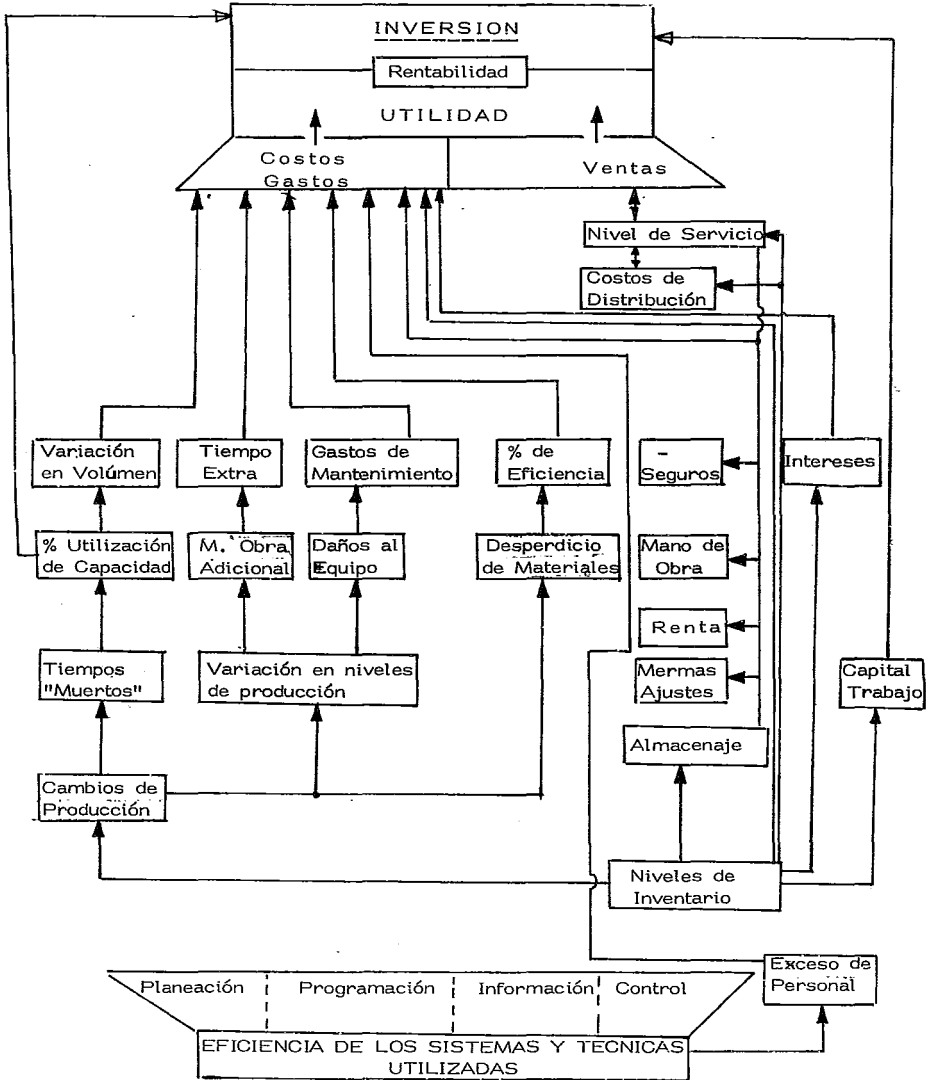 INVERSION
Rentabilidad
UTILIDAD
Costos
Gastos
Ventas
Nivel de Servicio
Costos de
Distribución
Variación
en Volúmen
Tiempo
Extra
Gastos de
Mantenimiento
% de
Eficiencia
Seguros
Intereses
% Utilización
de Capacidad
M. Obra
Adicional
Daños al
Equipo
Desperdicio
de Materiales
Mano de
Obra
Renta
Tiempos
"Muertos"
Variación en niveles
de producción
Mermas
Ajustes
Capital
Trabajo
Almacenaje
Cambios de
Producción
Niveles de
Inventario
Exceso de
Personal
Planeación
Programación
Información
Control
EFICIENCIA DE LOS SISTEMAS Y TECNICAS
UTILIZADAS